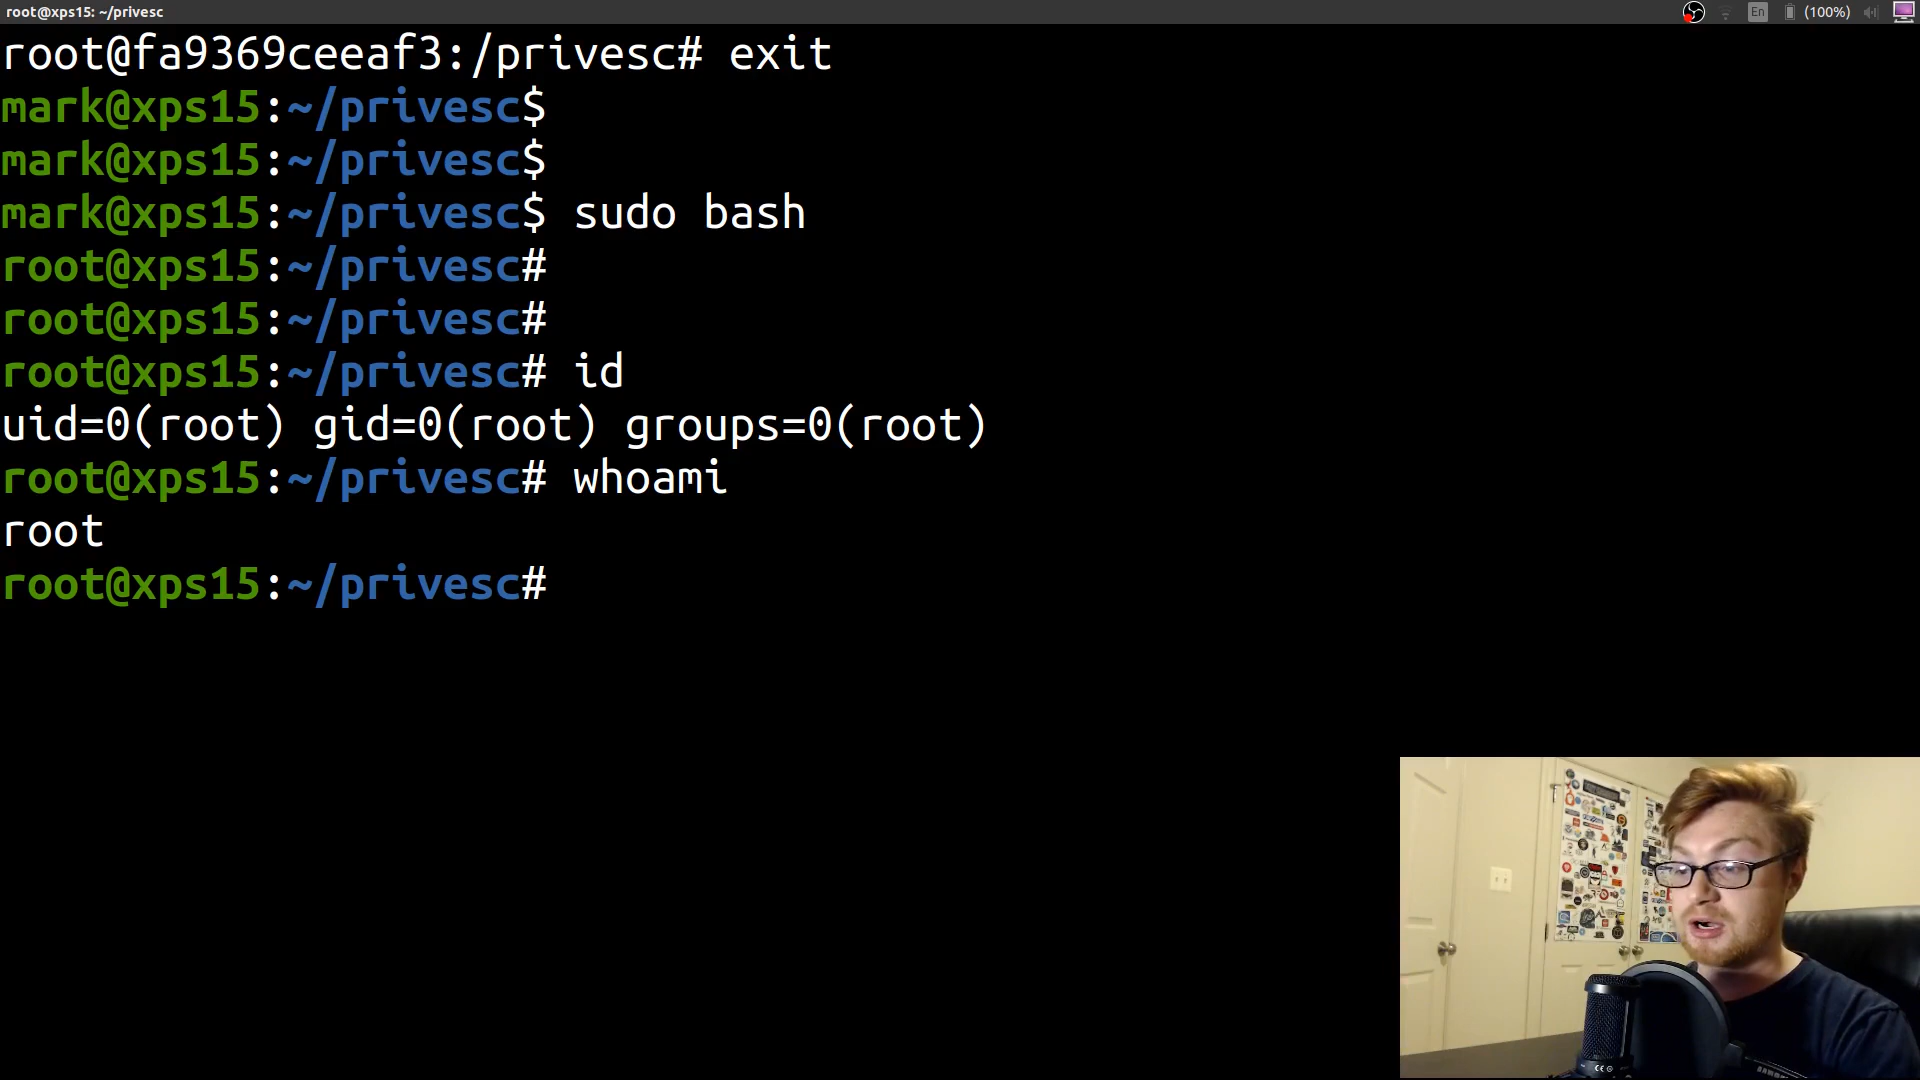 root@xps15: ~/privesc
En
(100%)
root@fa9369ceeaf3:/privesc# exit
mark@xps15:~/privesc$
mark@xps15:~/privesc$
mark@xps15:~/privesc$ sudo bash
root@xps15:~/privesc#
root@xps15:~/privesc#
root@xps15:~/privesc# id
uid=0(root) gid=0(root) groups=0(root)
root@xps15:~/privesc# whoami
root
root@xps15:~/privesc#